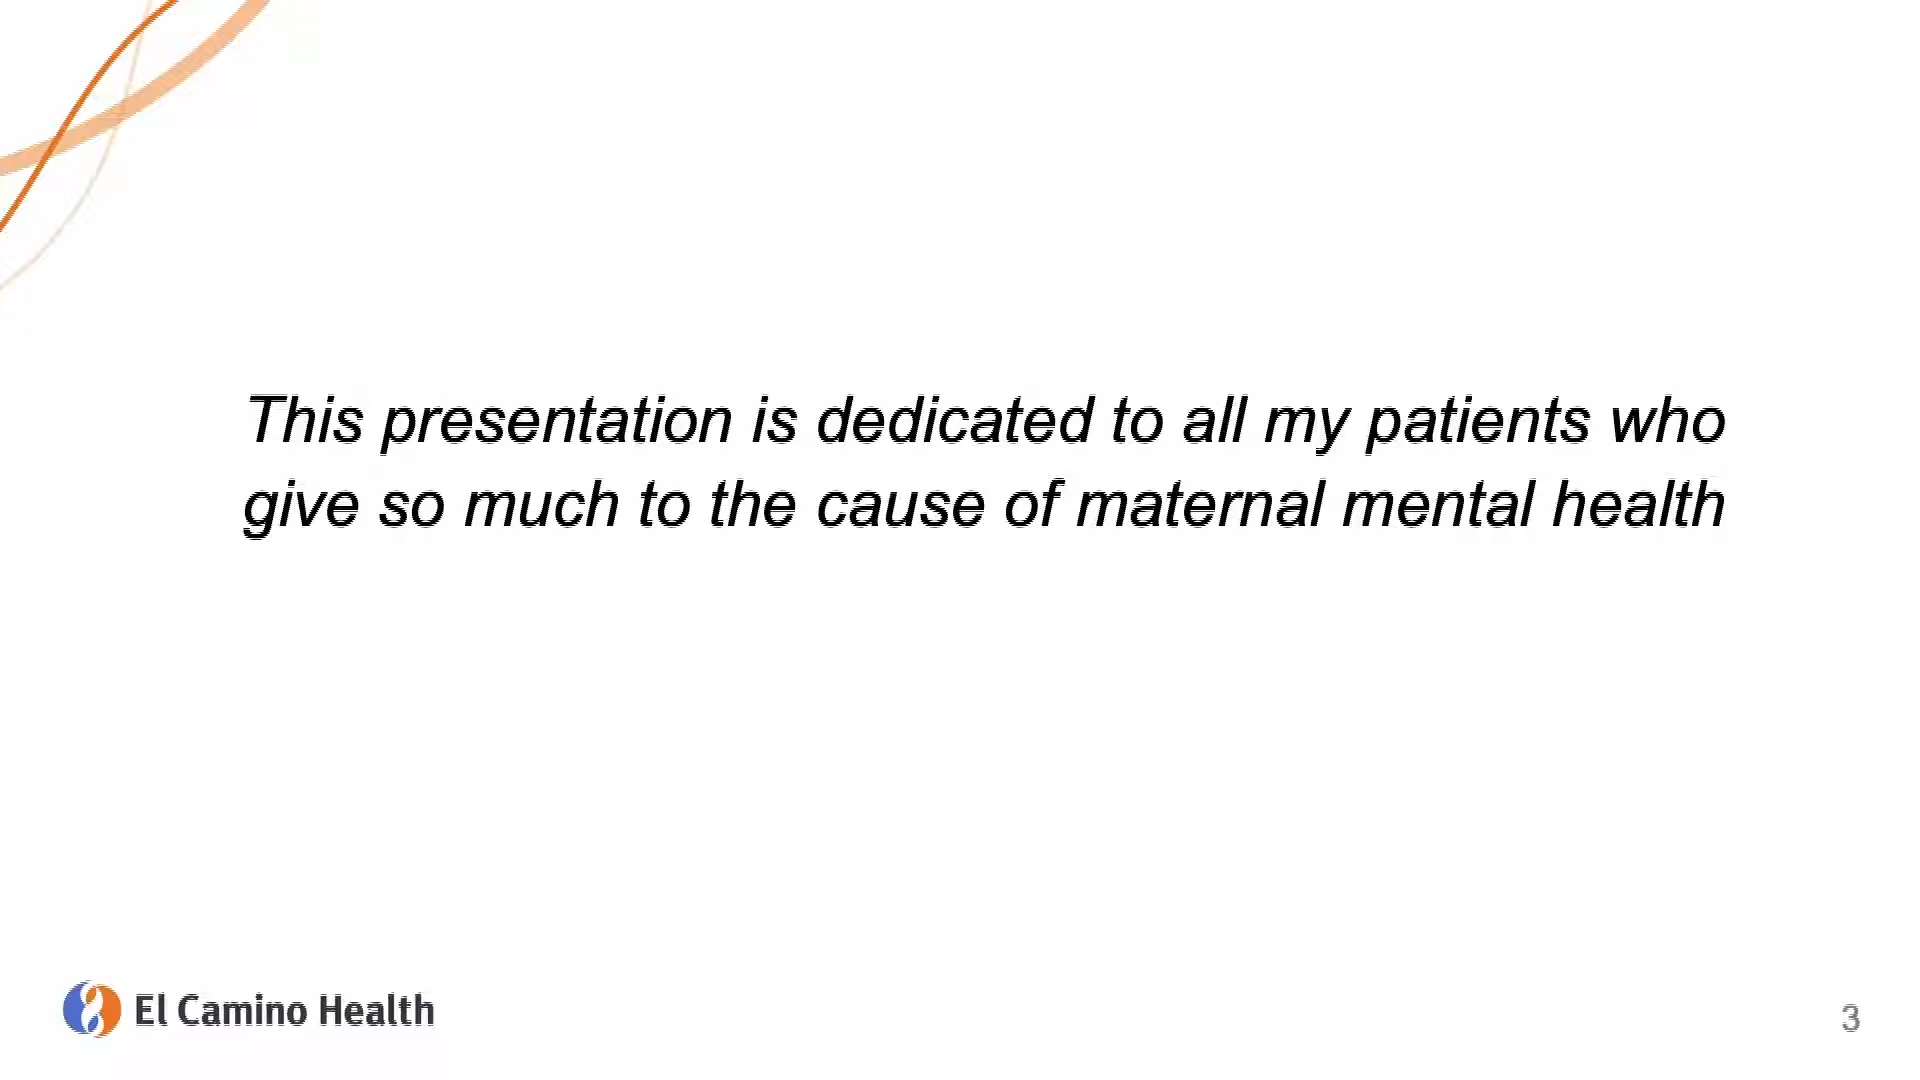 This presentation is dedicated to all my patients who
give so much to the cause of maternal mental health
El Camino Health
3